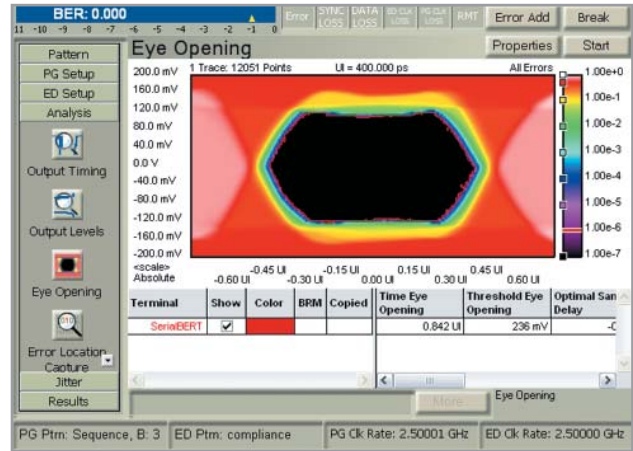 BER: 0.000
Error SYNC LOSS DATA LOSS ED CLK LOSS PG CLK LOSS RMT Error Add Break
11 -10 -9 -8 -7 -6 -5 -4 -3 -2 -1 0
Eye Opening Properties Start
Pattern
PG Setup
ED Setup
Analysis
Output Timing
Output Levels
Eye Opening
Error Location Capture
Jitter
Results
1 Trace: 12051 Points UI = 400.000 ps All Errors
200.0 mV
160.0 mV
120.0 mV
80.0 mV
40.0 mV
0.0 V
-40.0 mV
-80.0 mV
-120.0 mV
-160.0 mV
-200.0 mV
1.00e+0
1.00e-1
1.00e-2
1.00e-3
1.00e-4
1.00e-5
1.00e-6
1.00e-7
<scale> -0.45 UI -0.15 UI 0.15 UI 0.45 UI
Absolute -0.60 UI -0.30 UI 0.00 UI 0.30 UI 0.60 UI
Terminal Show Color BRM Copied Time Eye Opening Threshold Eye Opening Optimal San Delay
SerialBERT 0.842 UI 236 mV -0
More... Eye Opening
PG Ptrn: Sequence, B: 3 ED Ptrn: compliance PG Clk Rate: 2.50001 GHz ED Clk Rate: 2.50000 GHz